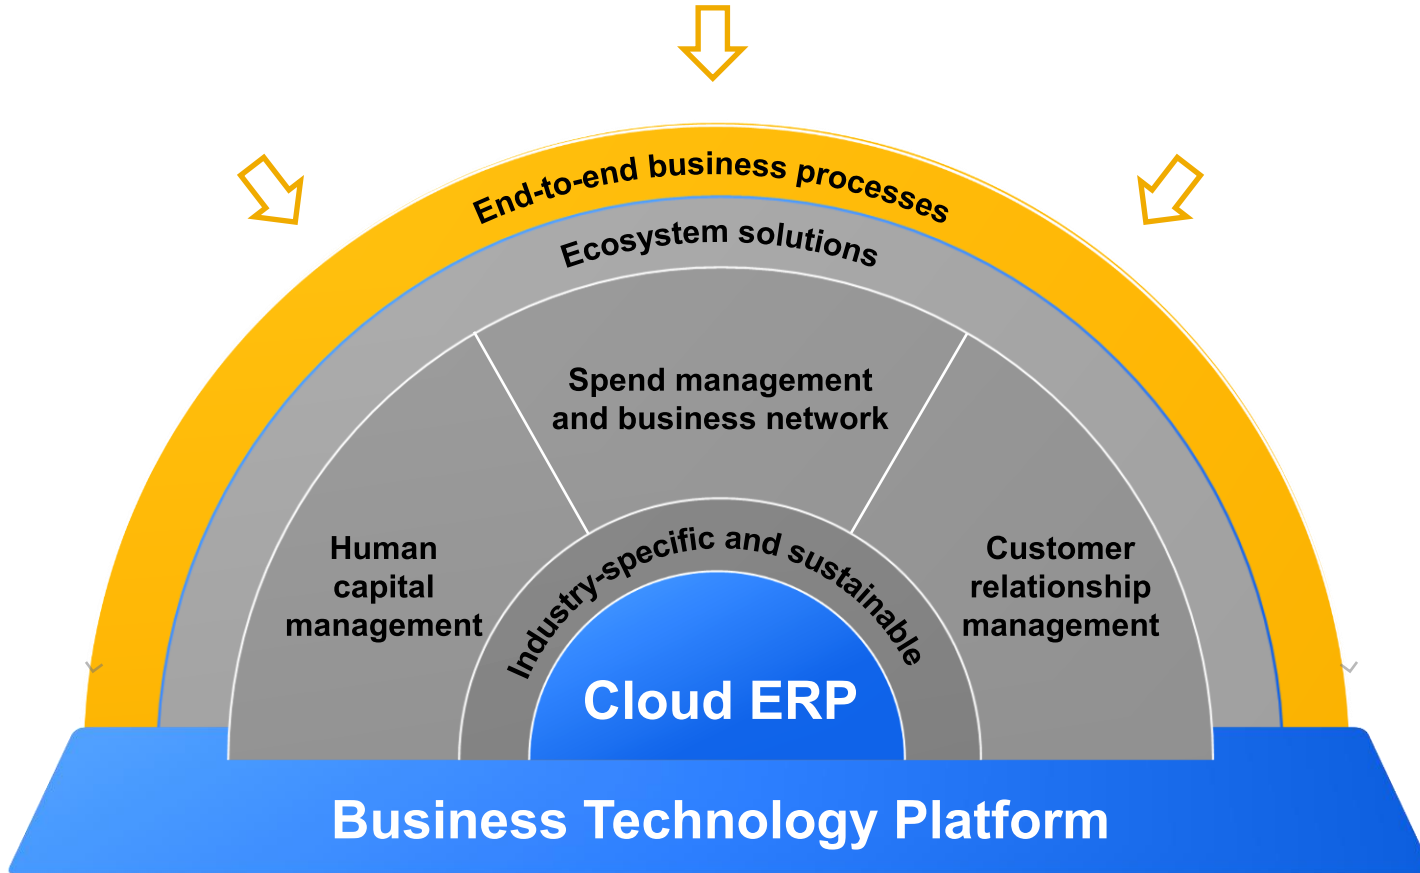 End-to-end business processes
Ecosystem solutions
Spend management
and business network
Human
capital
management
Customer
relationship
management
Industry-specific and sustainable
Cloud ERP
Business Technology Platform